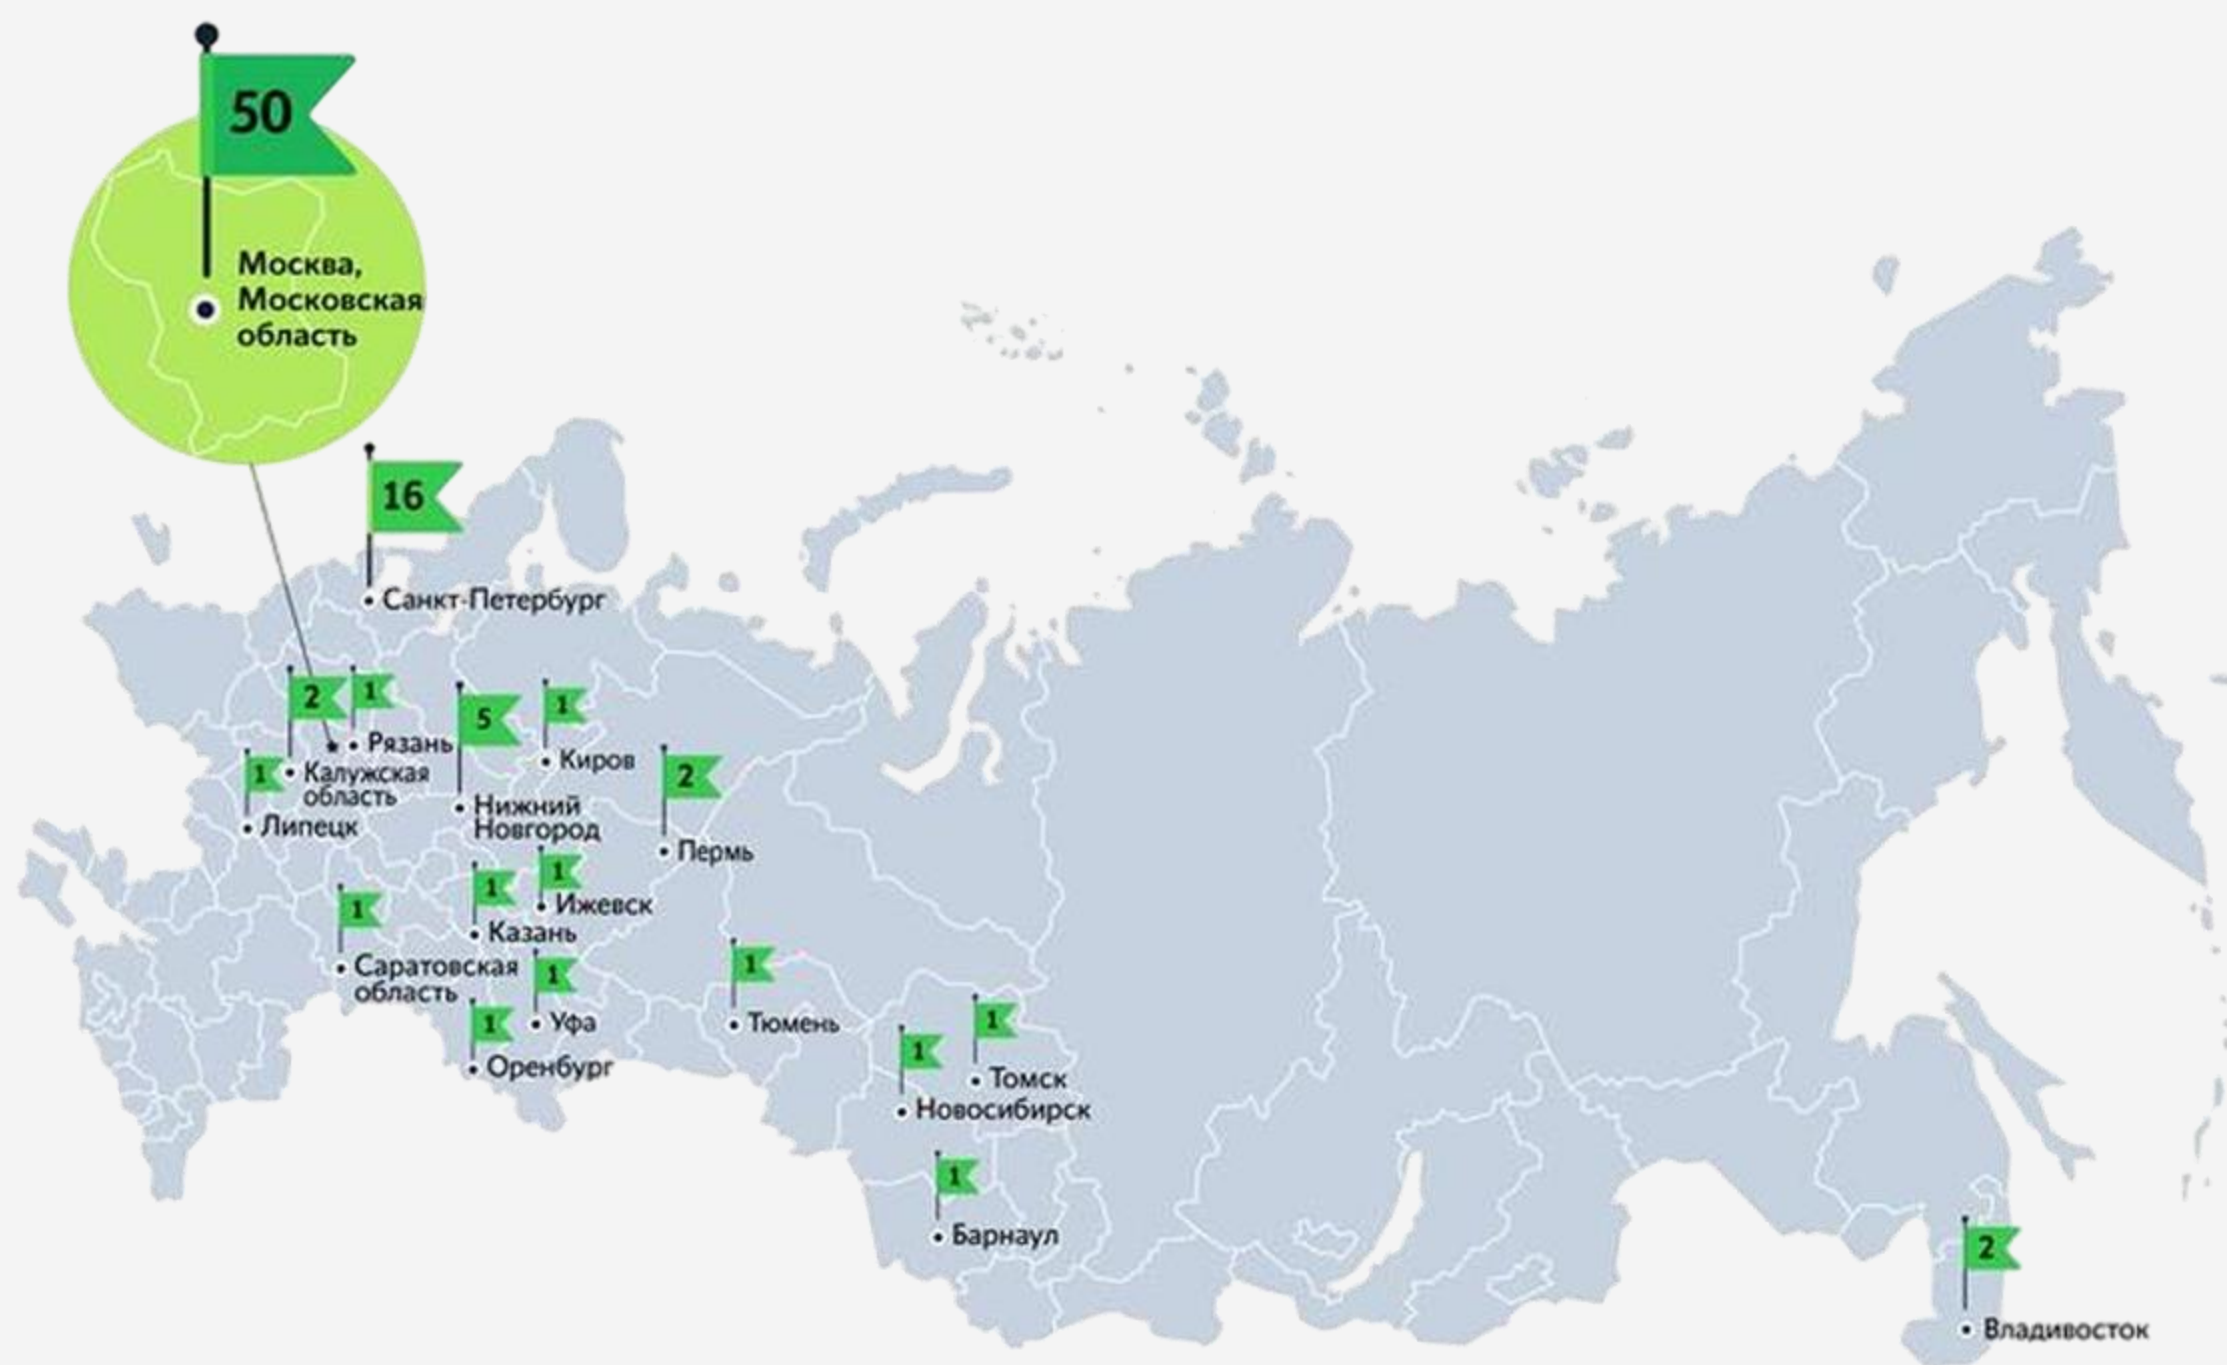 50
Москва,
Московская
область
16
Санкт-Петербург
2
1
Рязань
5
1
Киров
1
Калужская
область
2
Нижний
Новгород
Липецк
Пермь
1
Ижевск
1
Казань
1
Саратовская
область
1
Уфа
1
Тюмень
1
Оренбург
1
Томск
1
Новосибирск
1
Барнаул
2
Владивосток